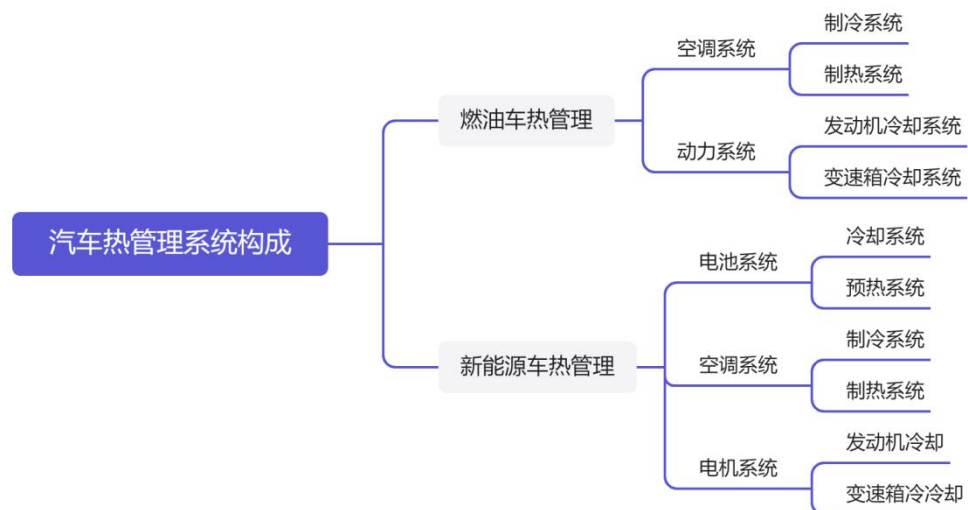 汽车热管理系统构成
燃油车热管理
空调系统
制冷系统
制热系统
动力系统
发动机冷却系统
变速箱冷却系统
新能源车热管理
电池系统
冷却系统
预热系统
空调系统
制冷系统
制热系统
电机系统
发动机冷却
变速箱冷冷却